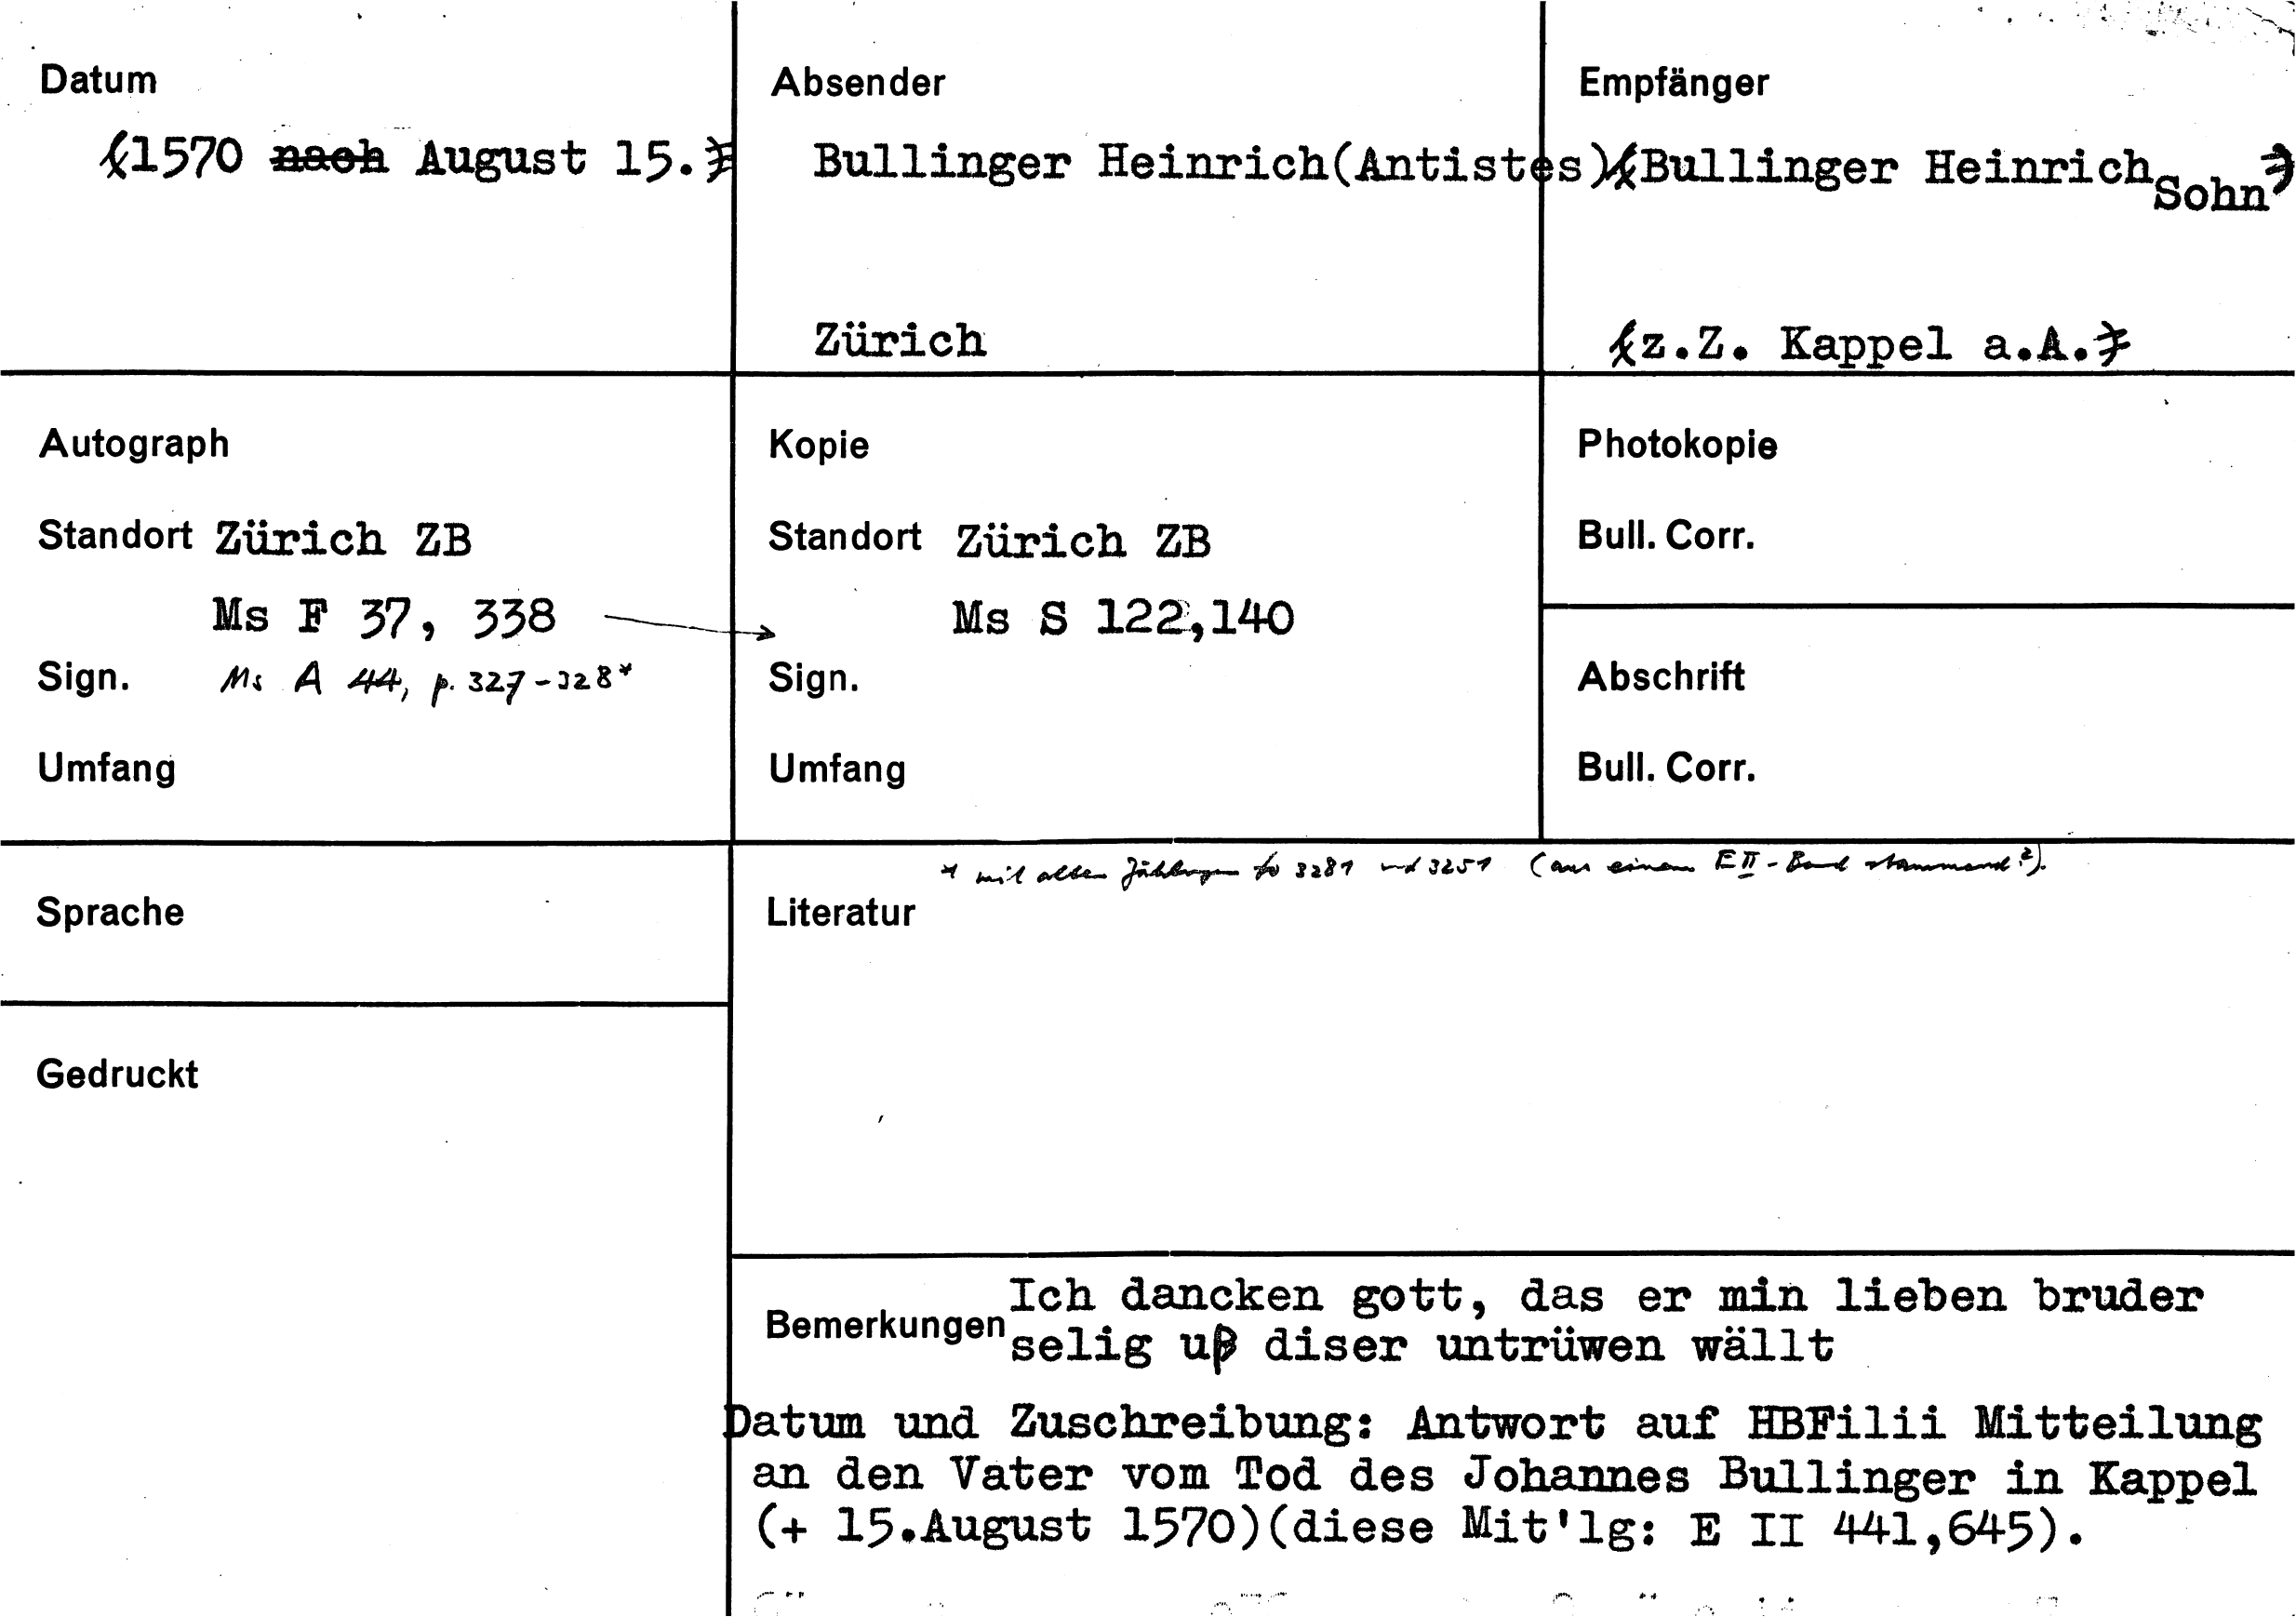 Datum
[1570 nach August 15.]
Absender
Bullinger Heinrich(Antistes)
Zürich
Empfänger
[Bullinger Heinrich Sohn]
[z.Z. Kappel a.A.]
Autograph
Standort Zürich ZB
Ms F 37, 338
Sign. Ms A 44, p. 327-328*
Umfang
Kopie
Standort Zürich ZB
Ms S 122,140
Sign.
Umfang
Photokopie
Bull. Corr.
Abschrift
Bull. Corr.
Sprache
* mit alten Zählungen fo 3281 und 3251 (aus einem E II - Band stammend?).
Literatur
Gedruckt
Bemerkungen
Ich dancken gott, das er min lieben bruder
selig uß diser untrüwen wällt
Datum und Zuschreibung: Antwort auf HBFilii Mitteilung
an den Vater vom Tod des Johannes Bullinger in Kappel
(+ 15.August 1570)(diese Mit'lg: E II 441,645).